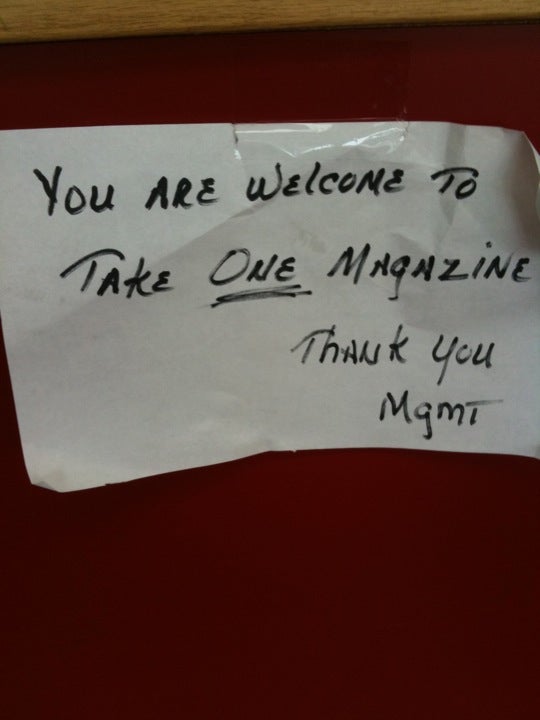 You ARE WelcoME To
TAKE ONE MAgAZiNE
ThANK you
MgmT